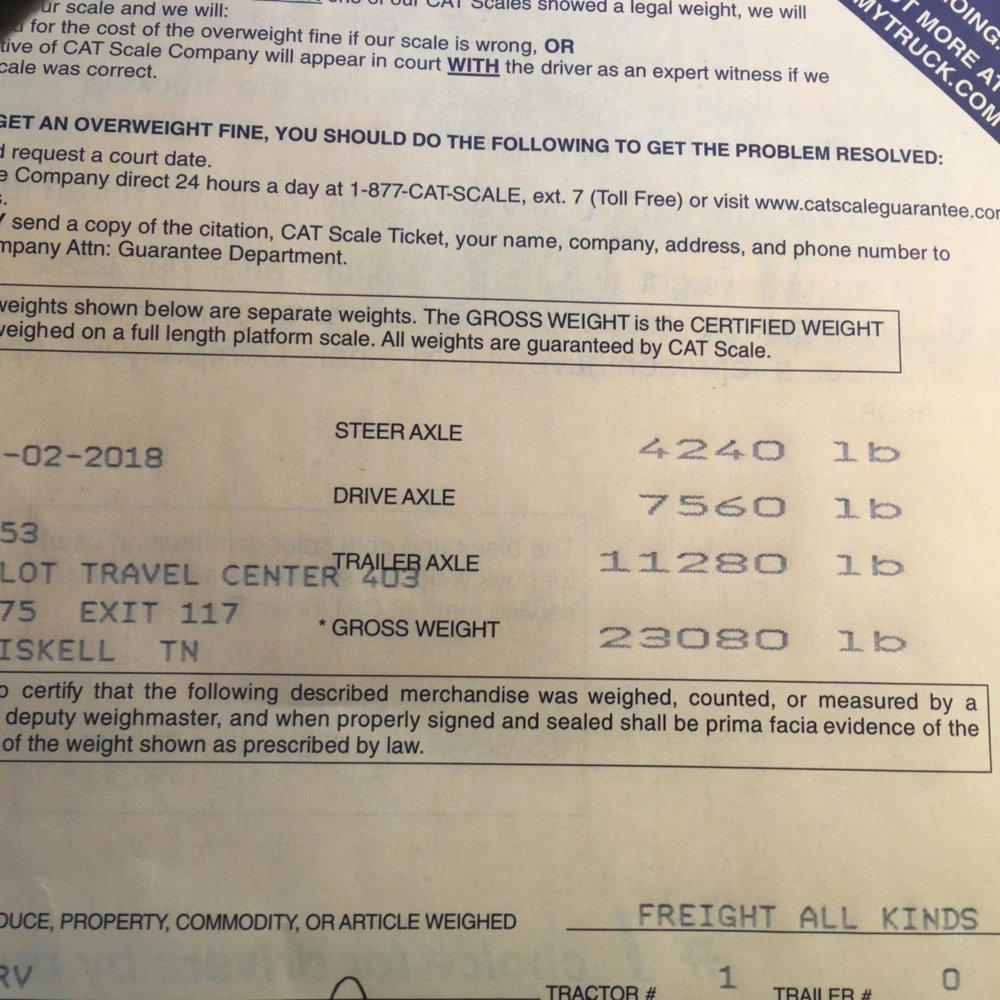 one of our CAT Scales showed a legal weight, we will
ur scale and we will:
for the cost of the overweight fine if our scale is wrong, OR
tive of CAT Scale Company will appear in court WITH the driver as an expert witness if we
cale was correct.
OING,
T MORE AT
MYTRUCK.COM
GET AN OVERWEIGHT FINE, YOU SHOULD DO THE FOLLOWING TO GET THE PROBLEM RESOLVED:
d request a court date.
e Company direct 24 hours a day at 1-877-CAT-SCALE, ext. 7 (Toll Free) or visit www.catscaleguarantee.com
s.
Y send a copy of the citation, CAT Scale Ticket, your name, company, address, and phone number to
mpany Attn: Guarantee Department.
weights shown below are separate weights. The GROSS WEIGHT is the CERTIFIED WEIGHT
weighed on a full length platform scale. All weights are guaranteed by CAT Scale.
STEER AXLE 4240 lb
-02-2018
DRIVE AXLE 7560 lb
53
TRAILER AXLE 11280 lb
LOT TRAVEL CENTER 403
75 EXIT 117
* GROSS WEIGHT 23080 lb
ISKELL TN
o certify that the following described merchandise was weighed, counted, or measured by a
deputy weighmaster, and when properly signed and sealed shall be prima facia evidence of the
of the weight shown as prescribed by law.
DUCE, PROPERTY, COMMODITY, OR ARTICLE WEIGHED FREIGHT ALL KINDS
RV
TRACTOR # 1 TRAILER # 0